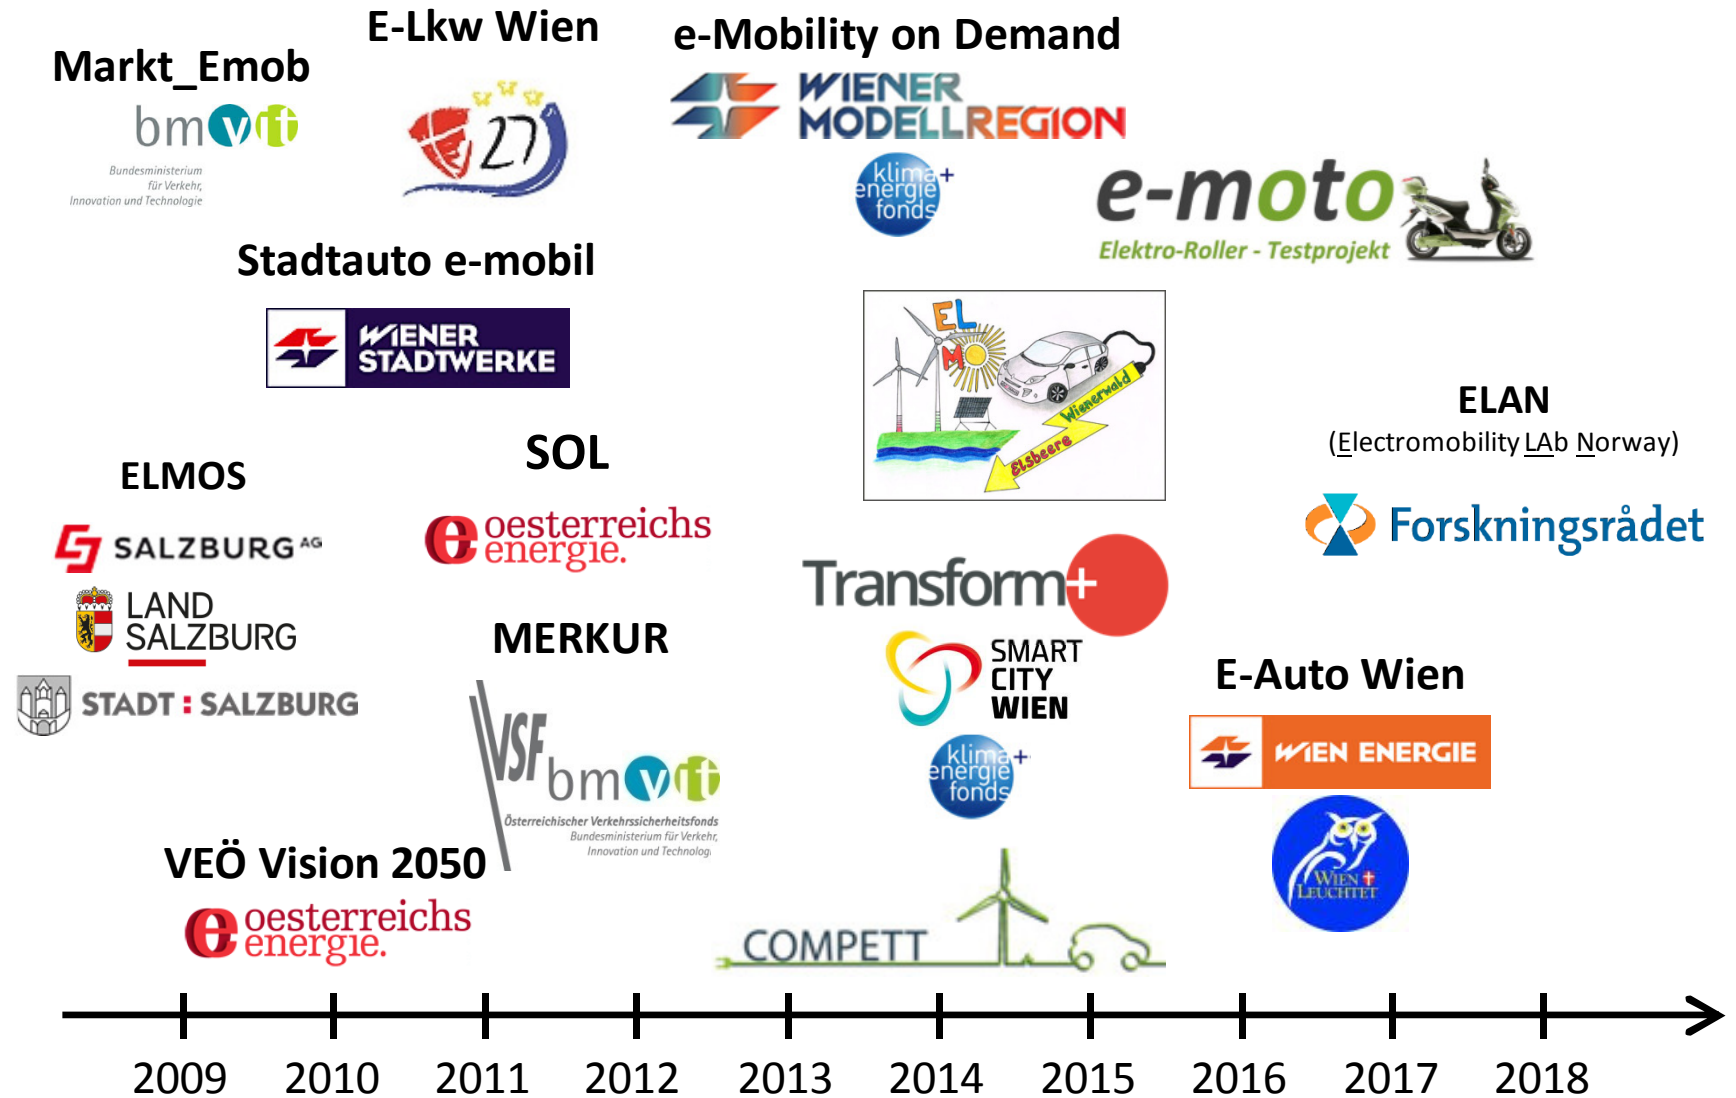 E-Lkw Wien
e-Mobility on Demand
Markt_Emob
bmvit
Bundesministerium
für Verkehr,
Innovation und Technologie
27
WIENER
MODELLREGION
klima+
energie
fonds
e-moto
Elektro-Roller - Testprojekt
Stadtauto e-mobil
WIENER
STADTWERKE
EL
MO
Wienerwald
Elsbeere
ELAN
(Electromobility LAb Norway)
Forskningsrådet
SOL
oesterreichs
energie.
ELMOS
SALZBURG AG
LAND
SALZBURG
STADT : SALZBURG
Transform+
SMART
CITY
WIEN
klima+
energie
fonds
MERKUR
VSF
bmvit
Österreichischer Verkehrssicherheitsfonds
Bundesministerium für Verkehr,
Innovation und Technologi
E-Auto Wien
WIEN ENERGIE
WIEN
LEUCHTET
VEÖ Vision 2050
oesterreichs
energie.
COMPETT
2009 2010 2011 2012 2013 2014 2015 2016 2017 2018